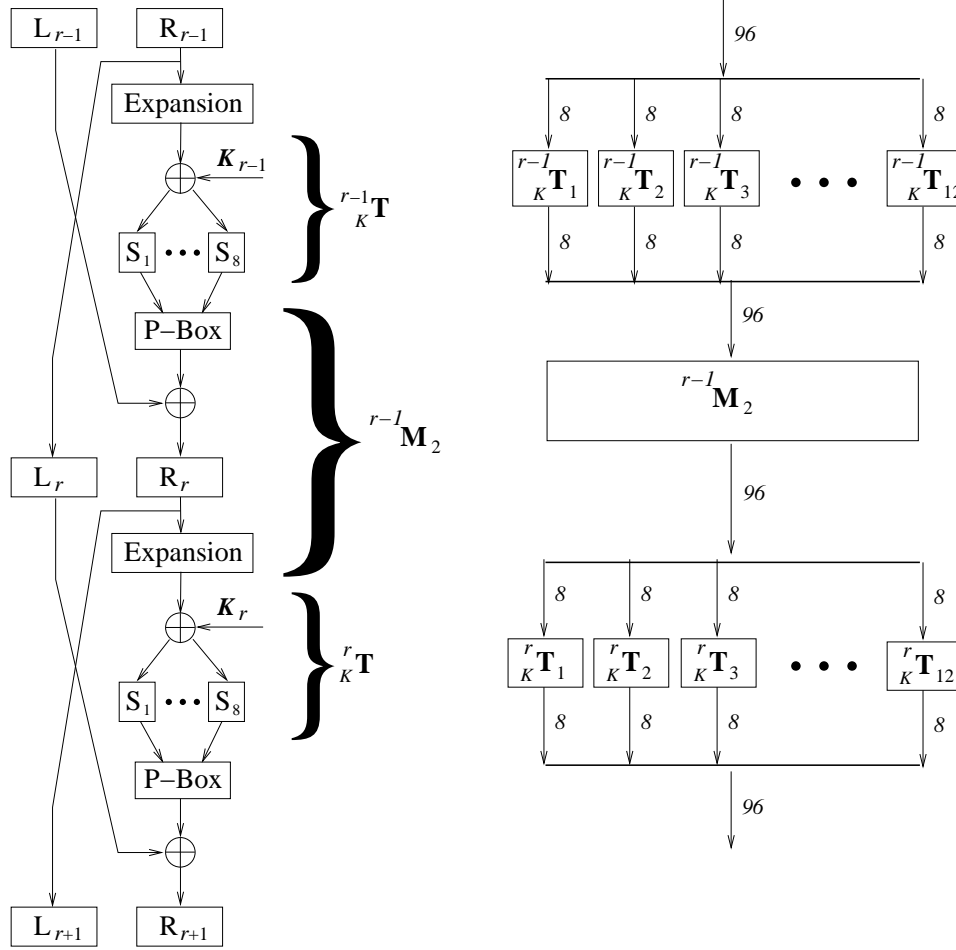 L r−1 R r−1
Expansion
K r−1
S 1 ••• S 8
P−Box
L r R r
Expansion
K r
S 1 ••• S 8
P−Box
L r+1 R r+1
r−1 K T
r−1 M 2
r K T
96
8 8 8 8
r−1 K T 1 r−1 K T 2 r−1 K T 3 ••• r−1 K T 12
8 8 8 8
96
r−1 M 2
96
8 8 8 8
r K T 1 r K T 2 r K T 3 ••• r K T 12
8 8 8 8
96